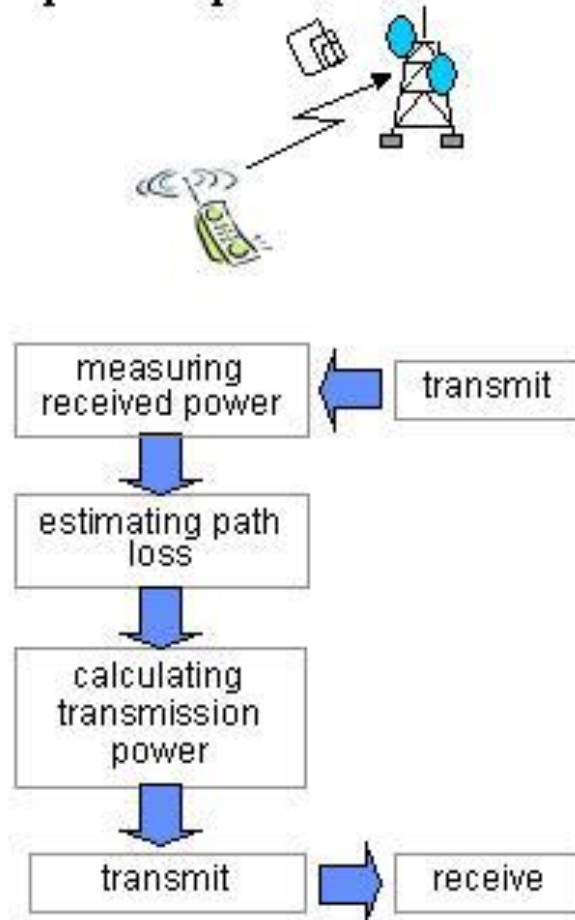 measuring
received power
transmit
estimating path
loss
calculating
transmission
power
transmit
receive